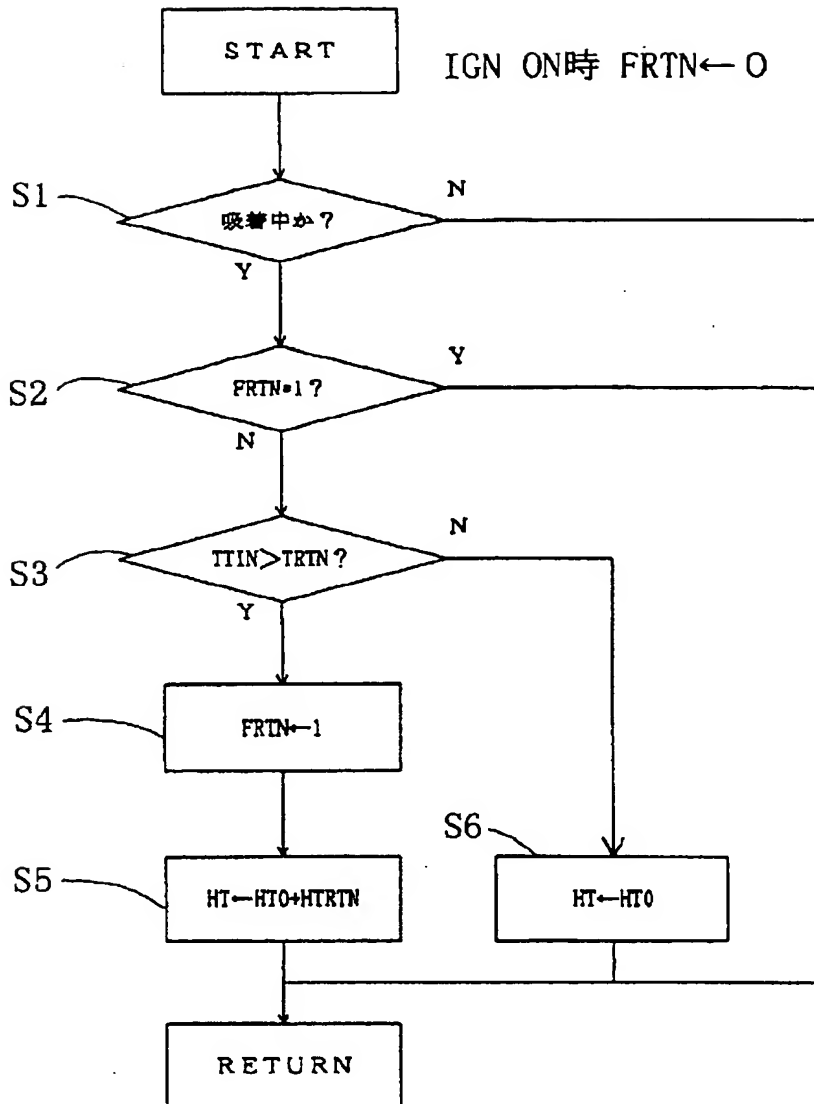 START
IGN ON時 FRTN←0
S1
吸着中か？
N
Y
S2
FRTN=1?
Y
N
S3
TTIN>TRTN?
N
Y
S4
FRTN←1
S5
HT←HT0+HTRTN
S6
HT←HT0
RETURN